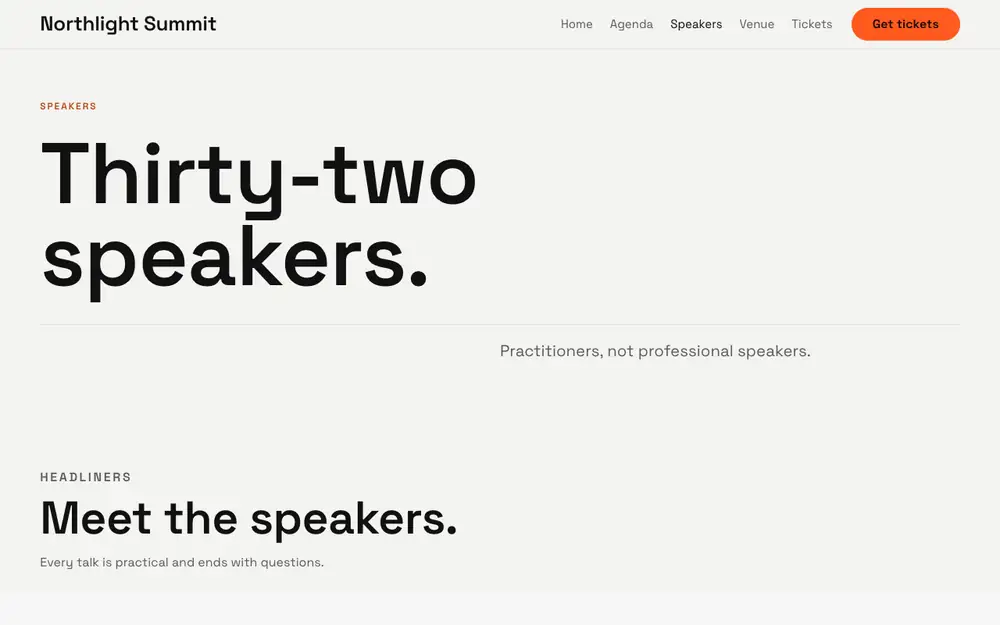 Northlight Summit
Home Agenda Speakers Venue Tickets Get tickets
SPEAKERS
Thirty-two
speakers.
Practitioners, not professional speakers.
HEADLINERS
Meet the speakers.
Every talk is practical and ends with questions.